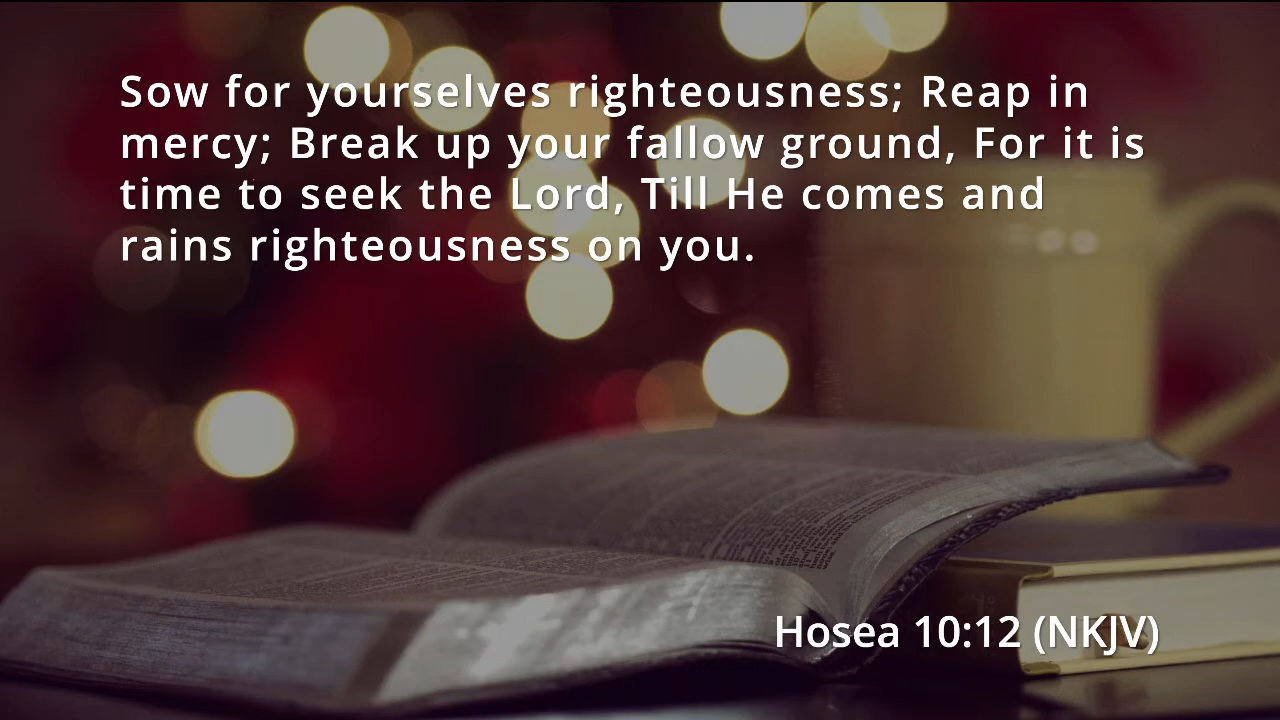 Sow for yourselves righteousness; Reap in
mercy; Break up your fallow ground, For it is
time to seek the Lord, Till He comes and
rains righteousness on you.
Hosea 10:12 (NKJV)